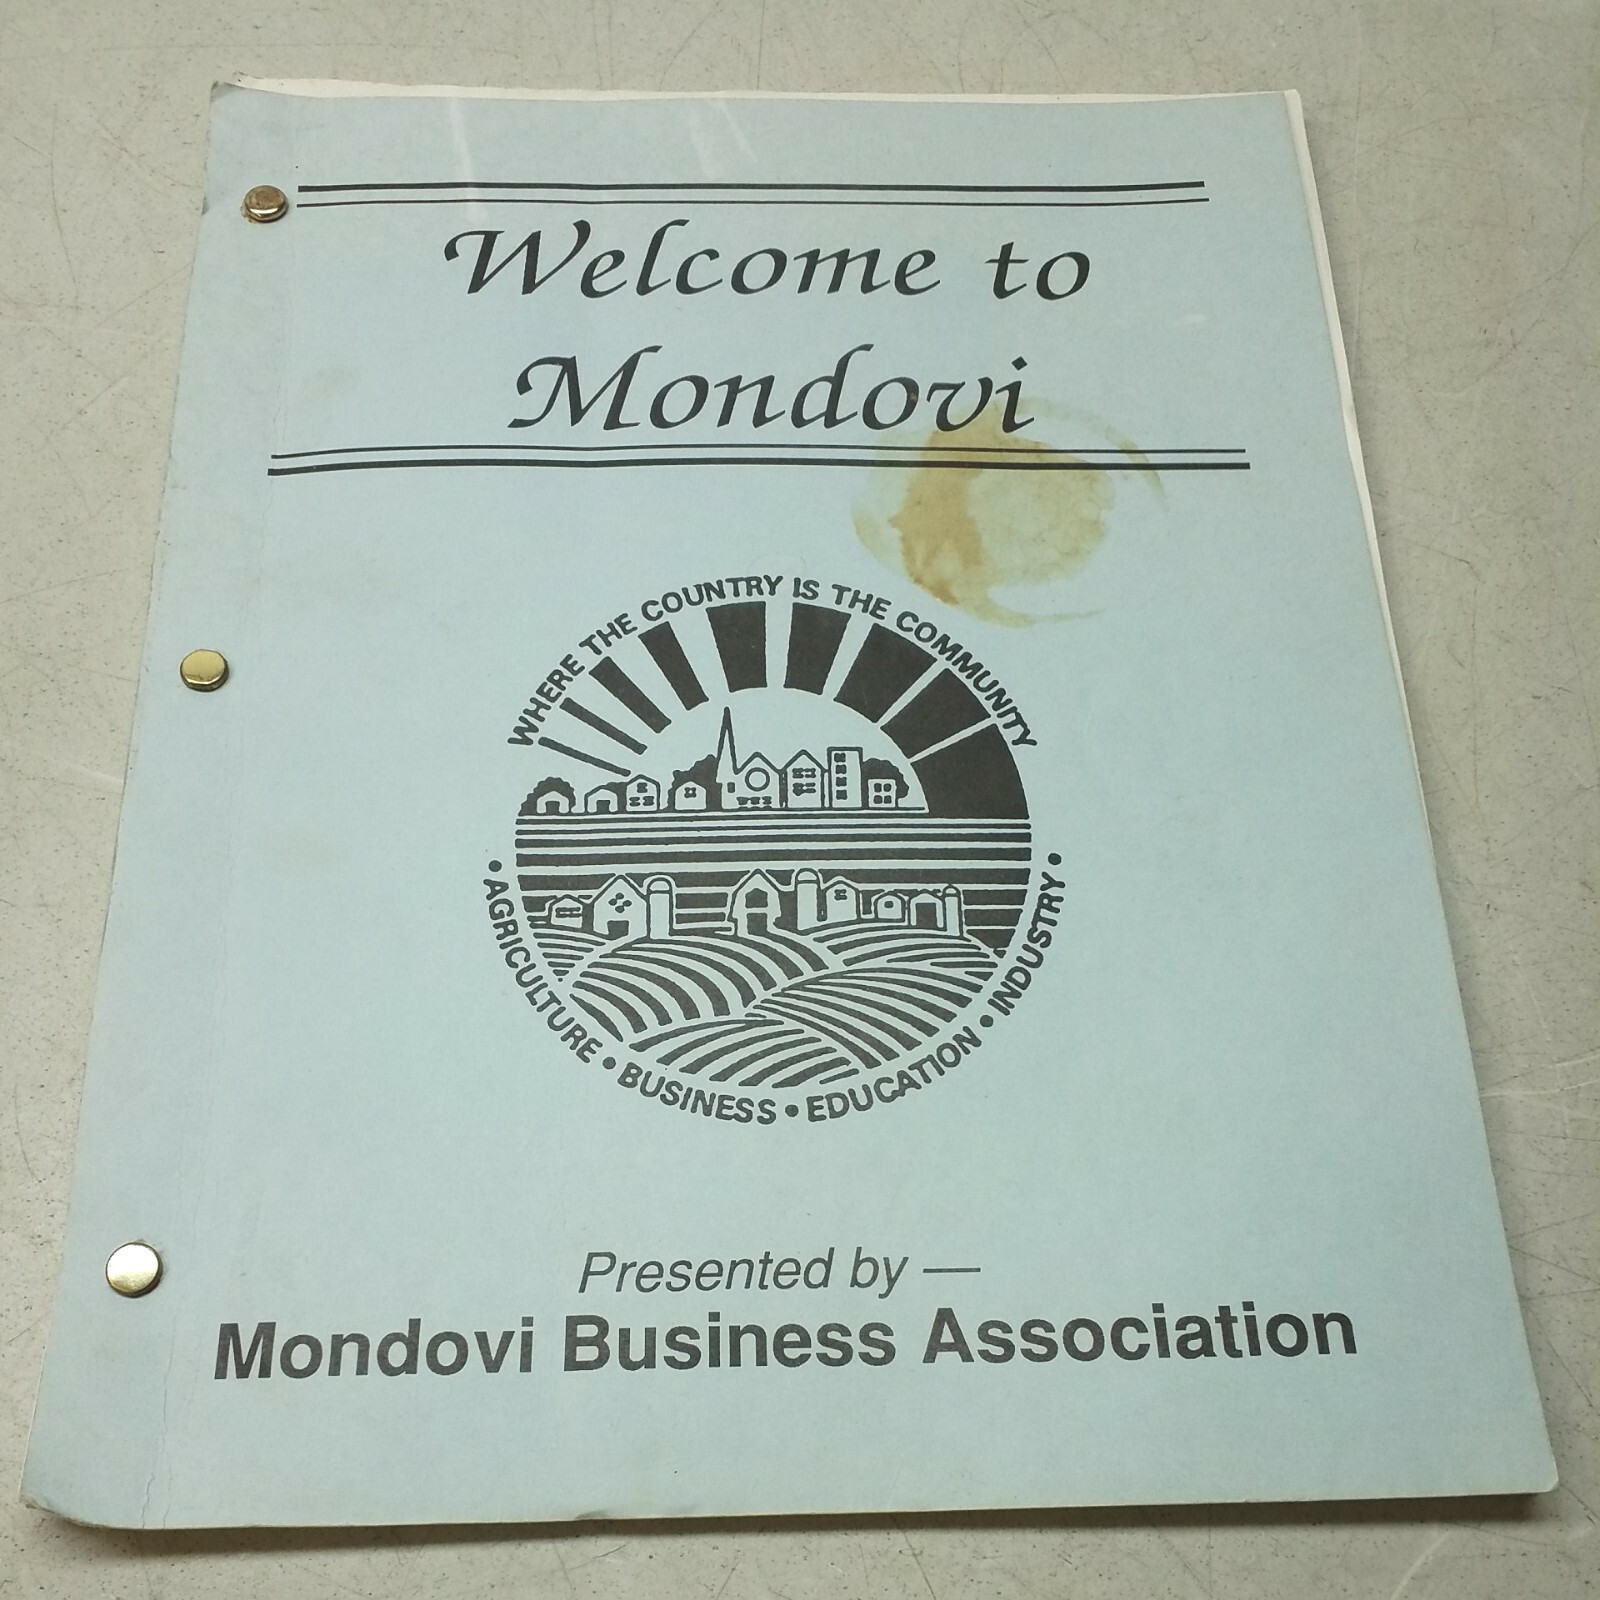 Welcome to
Mondovi
WHERE THE COUNTRY IS THE COMMUNITY
• AGRICULTURE • BUSINESS • EDUCATION • INDUSTRY •
Presented by —
Mondovi Business Association